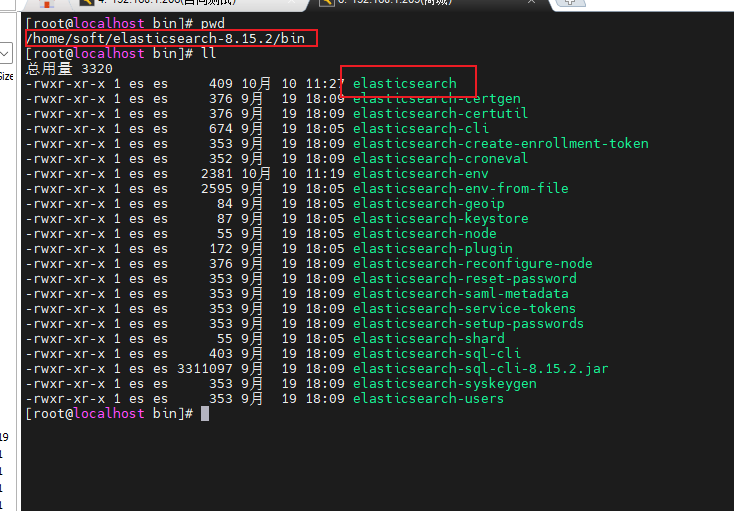 [root@localhost bin]# pwd
/home/soft/elasticsearch-8.15.2/bin
[root@localhost bin]# ll
总用量 3320
-rwxr-xr-x 1 es es     409 10月 10 11:27 elasticsearch
-rwxr-xr-x 1 es es     376 9月  19 18:09 elasticsearch-certgen
-rwxr-xr-x 1 es es     376 9月  19 18:09 elasticsearch-certutil
-rwxr-xr-x 1 es es     674 9月  19 18:05 elasticsearch-cli
-rwxr-xr-x 1 es es     353 9月  19 18:09 elasticsearch-create-enrollment-token
-rwxr-xr-x 1 es es     352 9月  19 18:09 elasticsearch-croneval
-rwxr-xr-x 1 es es    2381 10月 10 11:19 elasticsearch-env
-rwxr-xr-x 1 es es    2595 9月  19 18:05 elasticsearch-env-from-file
-rwxr-xr-x 1 es es      84 9月  19 18:05 elasticsearch-geoip
-rwxr-xr-x 1 es es      87 9月  19 18:05 elasticsearch-keystore
-rwxr-xr-x 1 es es      55 9月  19 18:05 elasticsearch-node
-rwxr-xr-x 1 es es     172 9月  19 18:05 elasticsearch-plugin
-rwxr-xr-x 1 es es     376 9月  19 18:09 elasticsearch-reconfigure-node
-rwxr-xr-x 1 es es     353 9月  19 18:09 elasticsearch-reset-password
-rwxr-xr-x 1 es es     353 9月  19 18:09 elasticsearch-saml-metadata
-rwxr-xr-x 1 es es     353 9月  19 18:09 elasticsearch-service-tokens
-rwxr-xr-x 1 es es     353 9月  19 18:09 elasticsearch-setup-passwords
-rwxr-xr-x 1 es es      55 9月  19 18:05 elasticsearch-shard
-rwxr-xr-x 1 es es     403 9月  19 18:09 elasticsearch-sql-cli
-rwxr-xr-x 1 es es 3311097 9月  19 18:09 elasticsearch-sql-cli-8.15.2.jar
-rwxr-xr-x 1 es es     353 9月  19 18:09 elasticsearch-syskeygen
-rwxr-xr-x 1 es es     353 9月  19 18:09 elasticsearch-users
[root@localhost bin]#